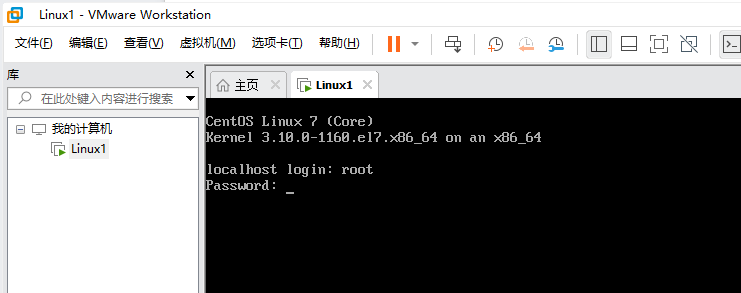 Linux1 - VMware Workstation
文件(F) 编辑(E) 查看(V) 虚拟机(M) 选项卡(T) 帮助(H)
库
在此处键入内容进行搜索
我的计算机
Linux1
主页
Linux1
CentOS Linux 7 (Core)
Kernel 3.10.0-1160.el7.x86_64 on an x86_64
localhost login: root
Password: _